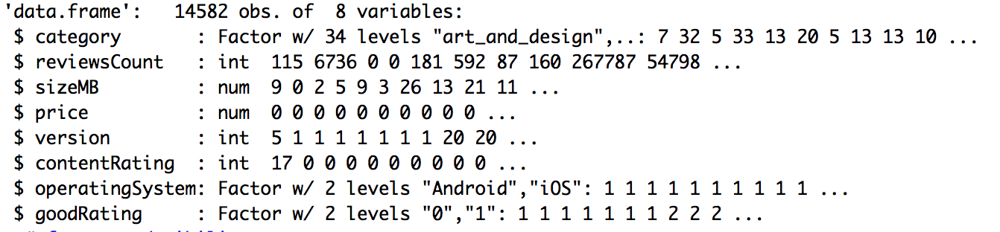 'data.frame':   14582 obs. of  8 variables:
 $ category       : Factor w/ 34 levels "art_and_design",..: 7 32 5 33 13 20 5 13 13 10 ...
 $ reviewsCount   : int  115 6736 0 0 181 592 87 160 267787 54798 ...
 $ sizeMB         : num  9 0 2 5 9 3 26 13 21 11 ...
 $ price          : num  0 0 0 0 0 0 0 0 0 0 ...
 $ version        : int  5 1 1 1 1 1 1 1 20 20 ...
 $ contentRating  : int  17 0 0 0 0 0 0 0 0 0 ...
 $ operatingSystem: Factor w/ 2 levels "Android","iOS": 1 1 1 1 1 1 1 1 1 1 ...
 $ goodRating     : Factor w/ 2 levels "0","1": 1 1 1 1 1 1 1 2 2 2 ...